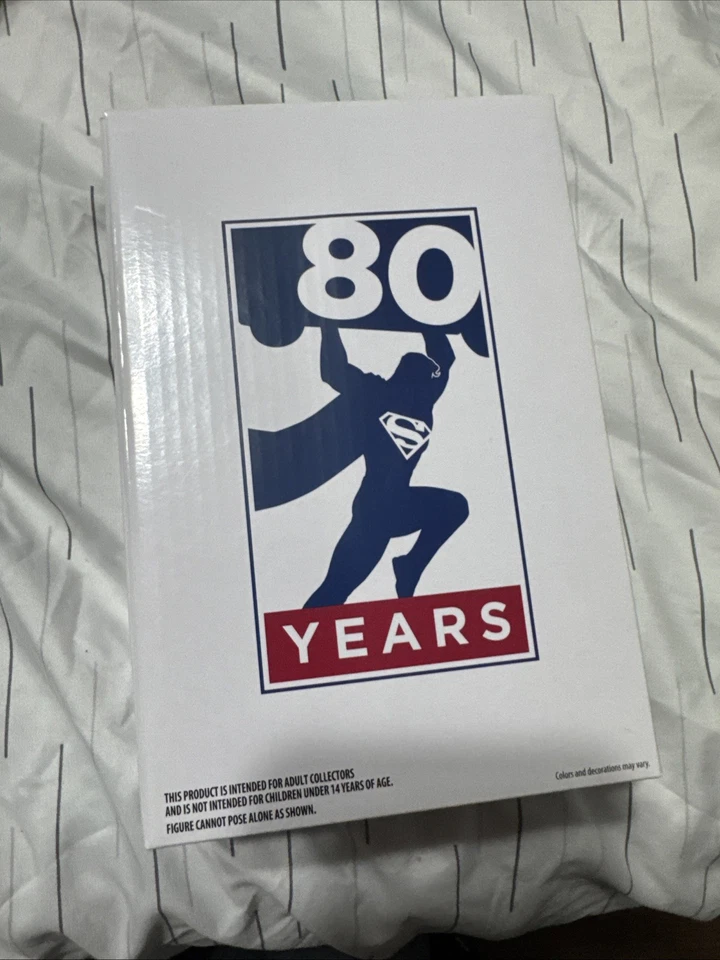 80
S
YEARS
THIS PRODUCT IS INTENDED FOR ADULT COLLECTORS
AND IS NOT INTENDED FOR CHILDREN UNDER 14 YEARS OF AGE.
FIGURE CANNOT POSE ALONE AS SHOWN.
Colors and decorations may vary.